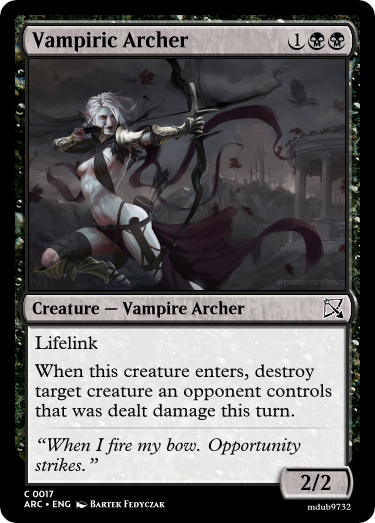 Vampiric Archer 1
Creature — Vampire Archer
Lifelink
When this creature enters, destroy
target creature an opponent controls
that was dealt damage this turn.
“When I fire my bow. Opportunity
strikes.”
2/2
C 0017
ARC • ENG Bartek Fedyczak
mdub9732